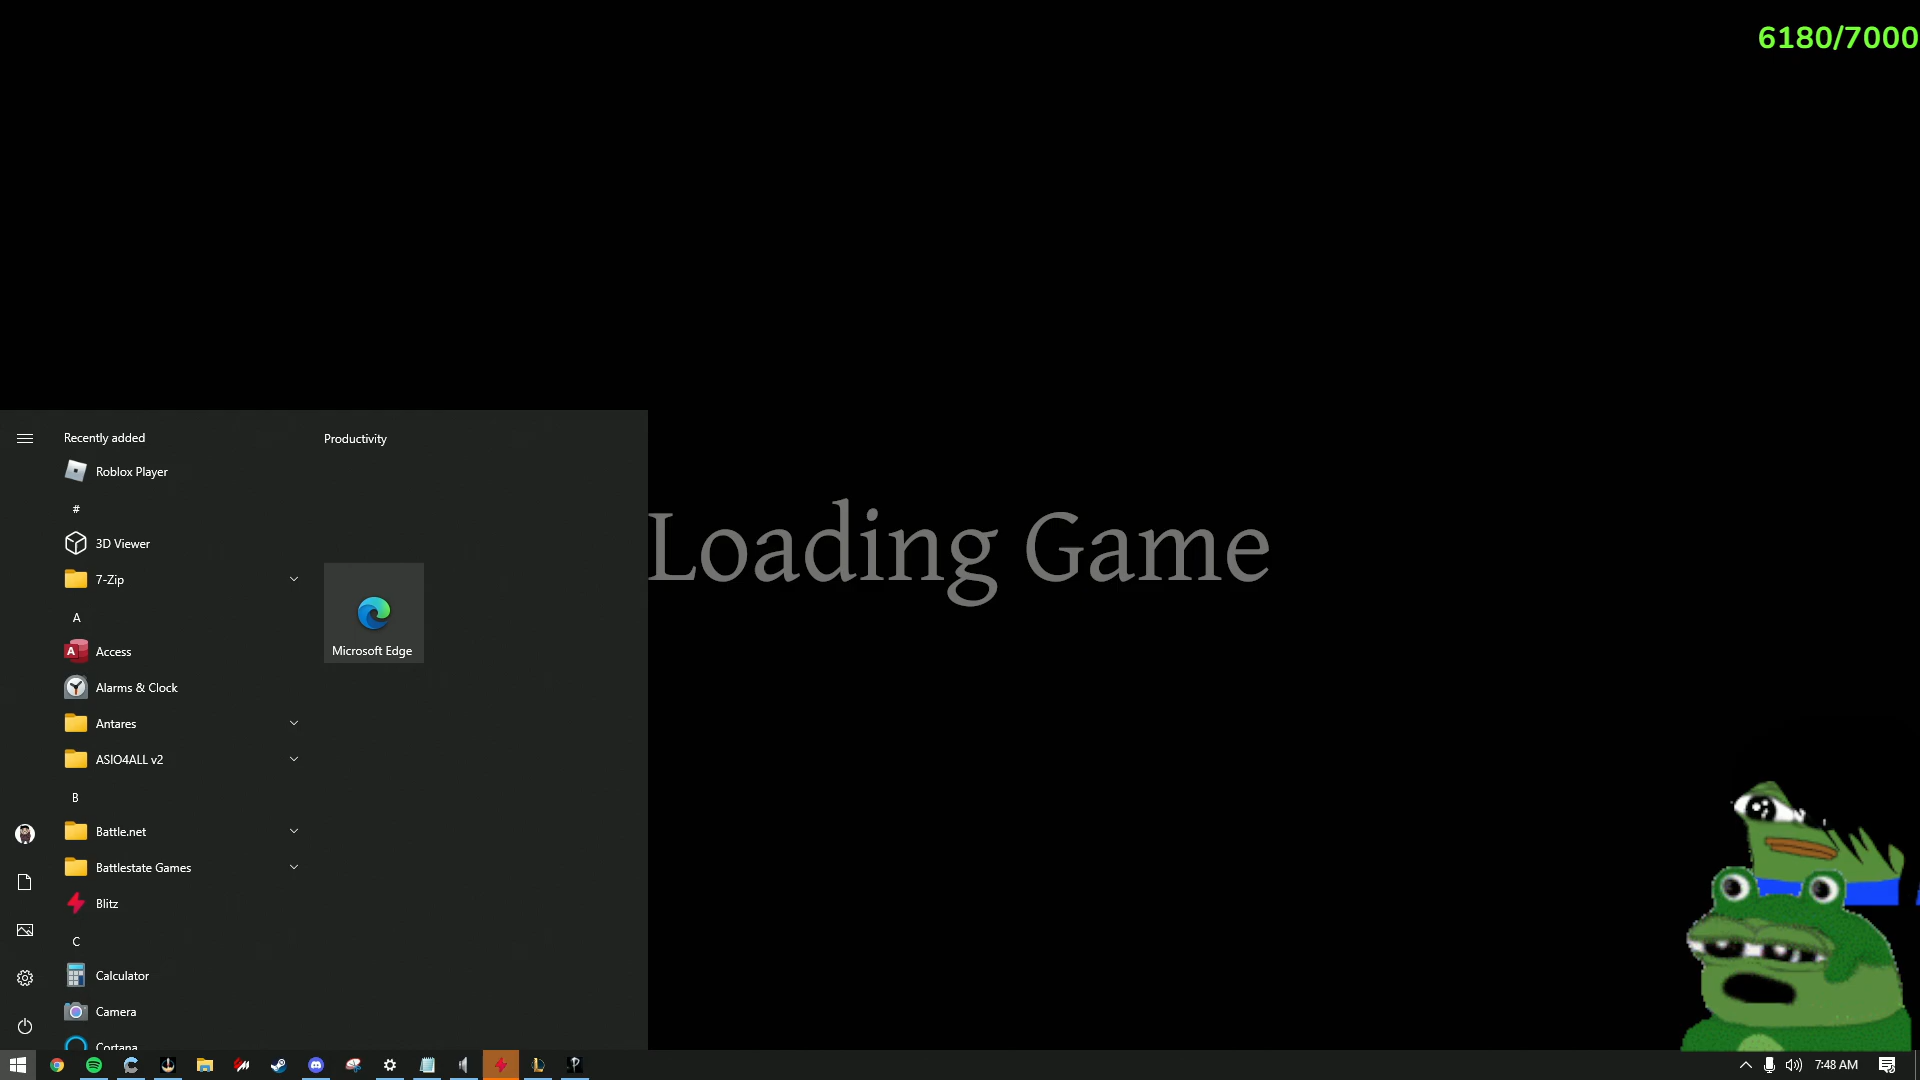 6180/7000
Recently added
Productivity
Roblox Player
#
3D Viewer
7-Zip
Loading Game
A
Microsoft Edge
Access
Alarms & Clock
Antares
ASIO4ALL v2
B
Battle.net
Battlestate Games
Blitz
C
Calculator
Camera
Cortana
7:48 AM